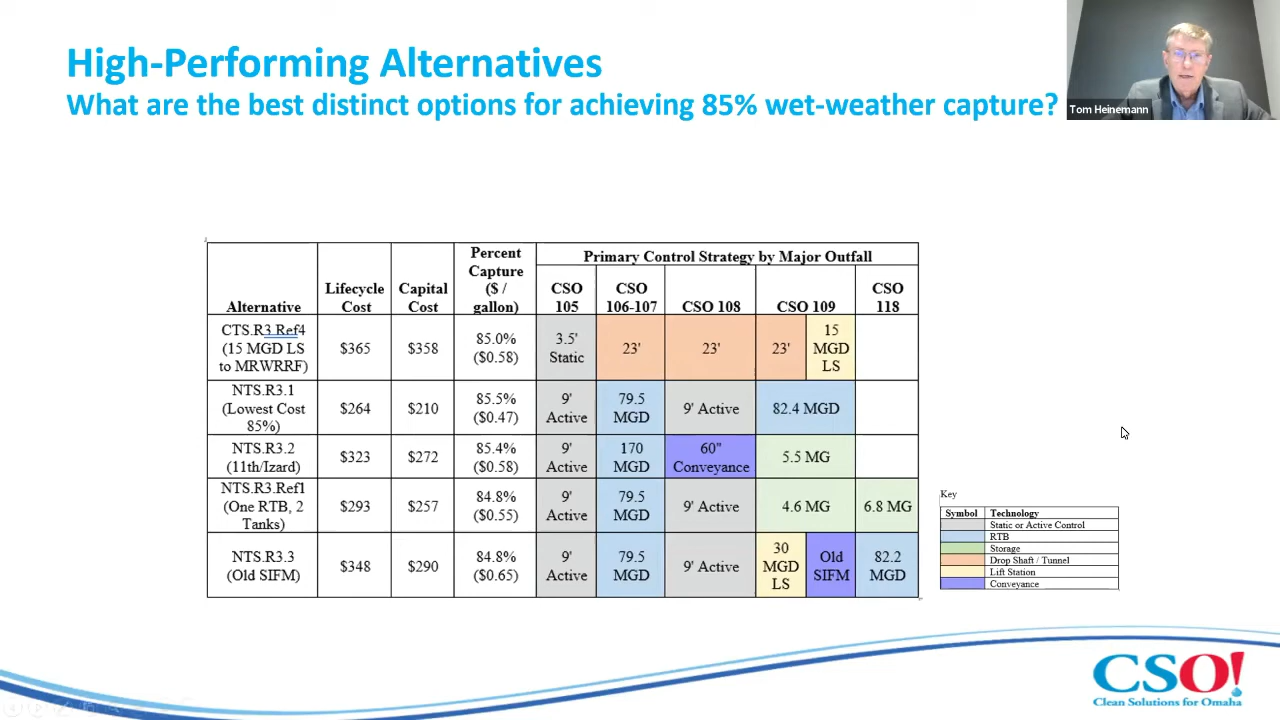 High-Performing Alternatives
What are the best distinct options for achieving 85% wet-weather capture?
Tom Heinemann
Alternative
Lifecycle
Cost
Capital
Cost
Percent
Capture
($ /
gallon)
Primary Control Strategy by Major Outfall
CSO
105
CSO
106-107
CSO 108
CSO 109
CSO
118
CTS.R3.Ref4
(15 MGD LS
to MRWRRF)
$365
$358
85.0%
($0.58)
3.5'
Static
23'
23'
23'
15
MGD
LS
NTS.R3.1
(Lowest Cost
85%)
$264
$210
85.5%
($0.47)
9'
Active
79.5
MGD
9' Active
82.4 MGD
NTS.R3.2
(11th/Izard)
$323
$272
85.4%
($0.58)
9'
Active
170
MGD
60"
Conveyance
5.5 MG
NTS.R3.Ref1
(One RTB, 2
Tanks)
$293
$257
84.8%
($0.55)
9'
Active
79.5
MGD
9' Active
4.6 MG
6.8 MG
NTS.R3.3
(Old SIFM)
$348
$290
84.8%
($0.65)
9'
Active
79.5
MGD
9' Active
30
MGD
LS
Old
SIFM
82.2
MGD
Key
Symbol Technology
Static or Active Control
RTB
Storage
Drop Shaft / Tunnel
Lift Station
Conveyance
CSO!
Clean Solutions for Omaha